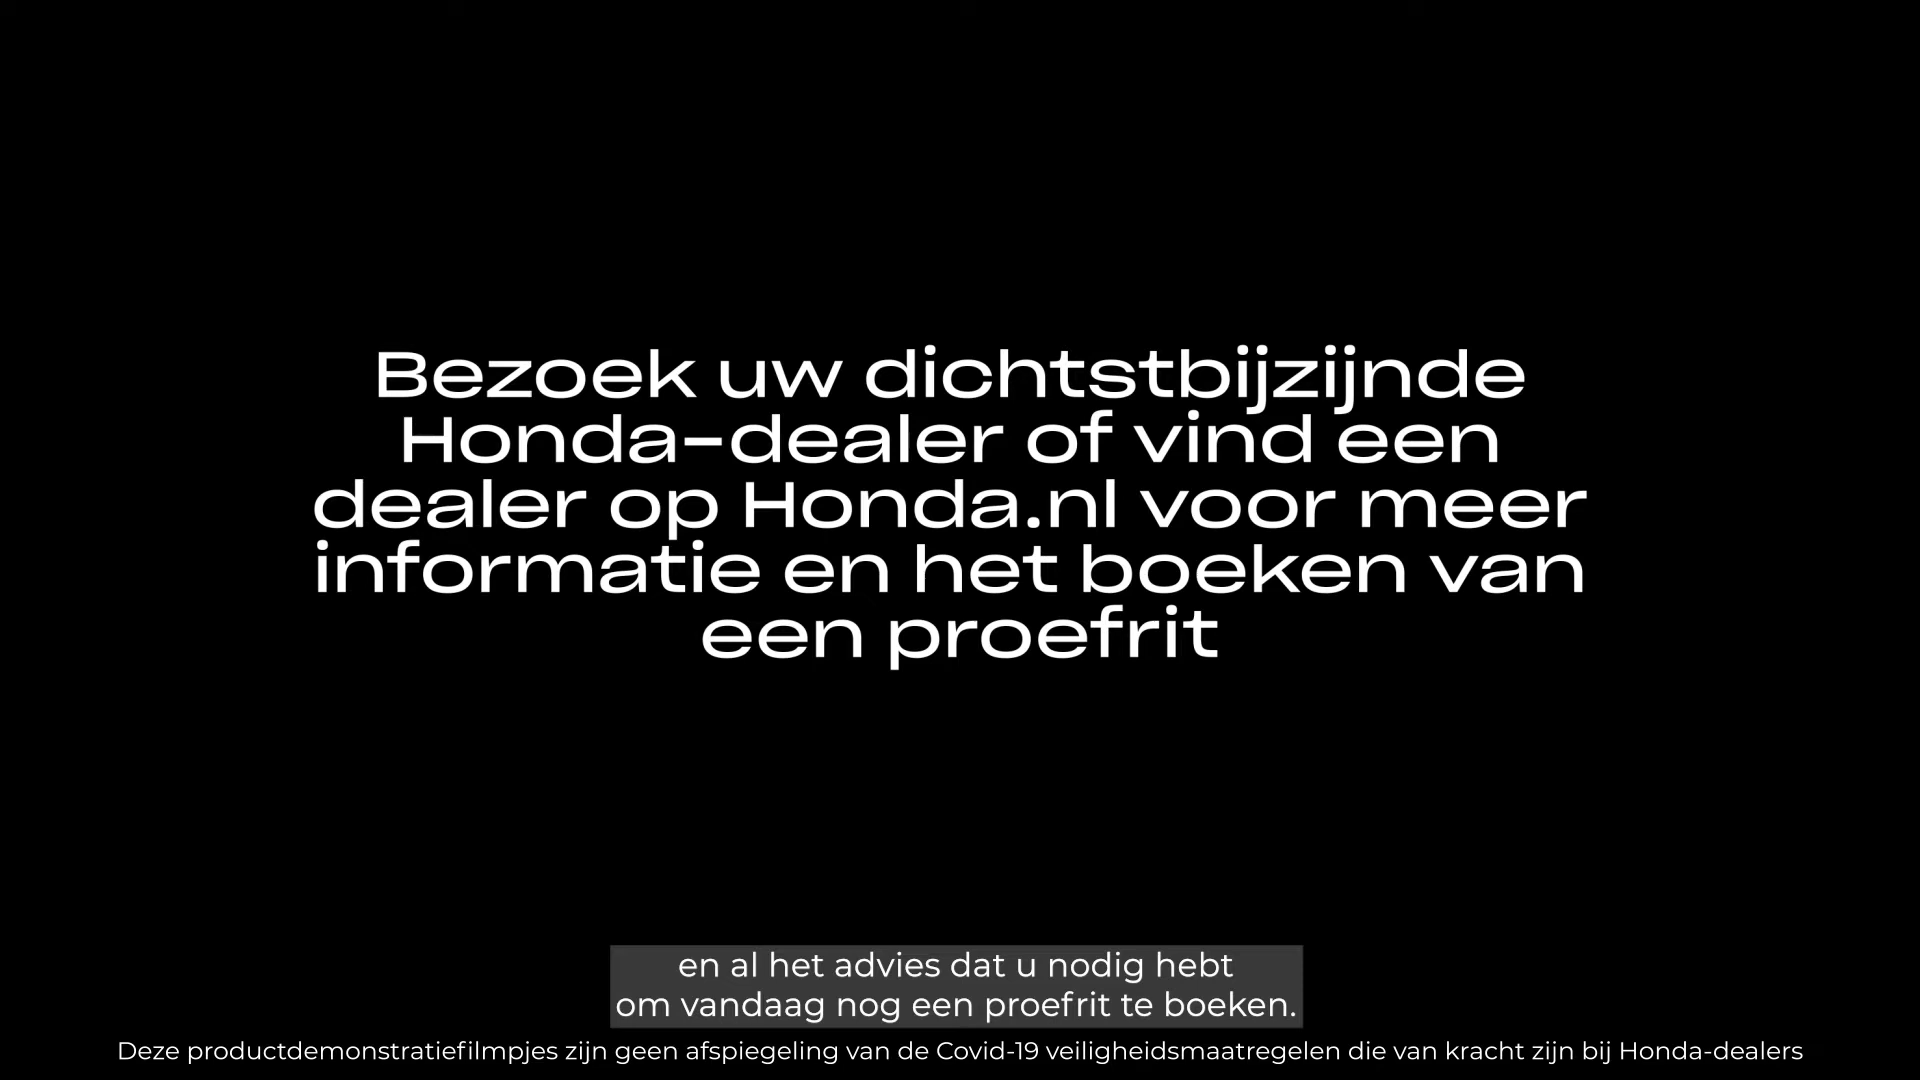 Bezoek uw dichtstbijzijnde
Honda-dealer of vind een
dealer op Honda.nl voor meer
informatie en het boeken van
een proefrit
en al het advies dat u nodig hebt
om vandaag nog een proefrit te boeken.
Deze productdemonstratiefilmpjes zijn geen afspiegeling van de Covid-19 veiligheidsmaatregelen die van kracht zijn bij Honda-dealers